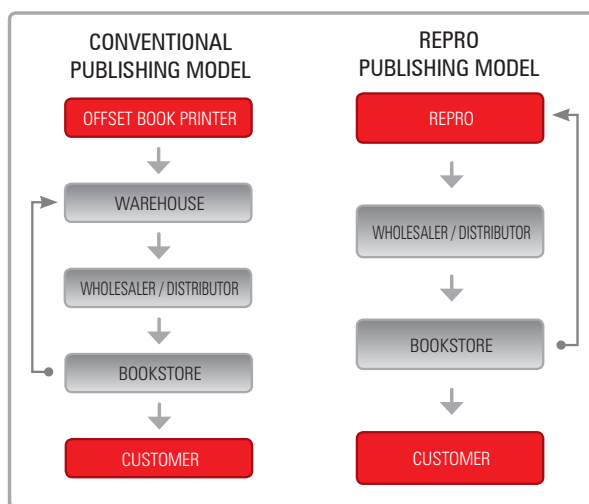 CONVENTIONAL
PUBLISHING MODEL
OFFSET BOOK PRINTER
WAREHOUSE
WHOLESALER / DISTRIBUTOR
BOOKSTORE
CUSTOMER
REPRO
PUBLISHING MODEL
REPRO
WHOLESALER / DISTRIBUTOR
BOOKSTORE
CUSTOMER